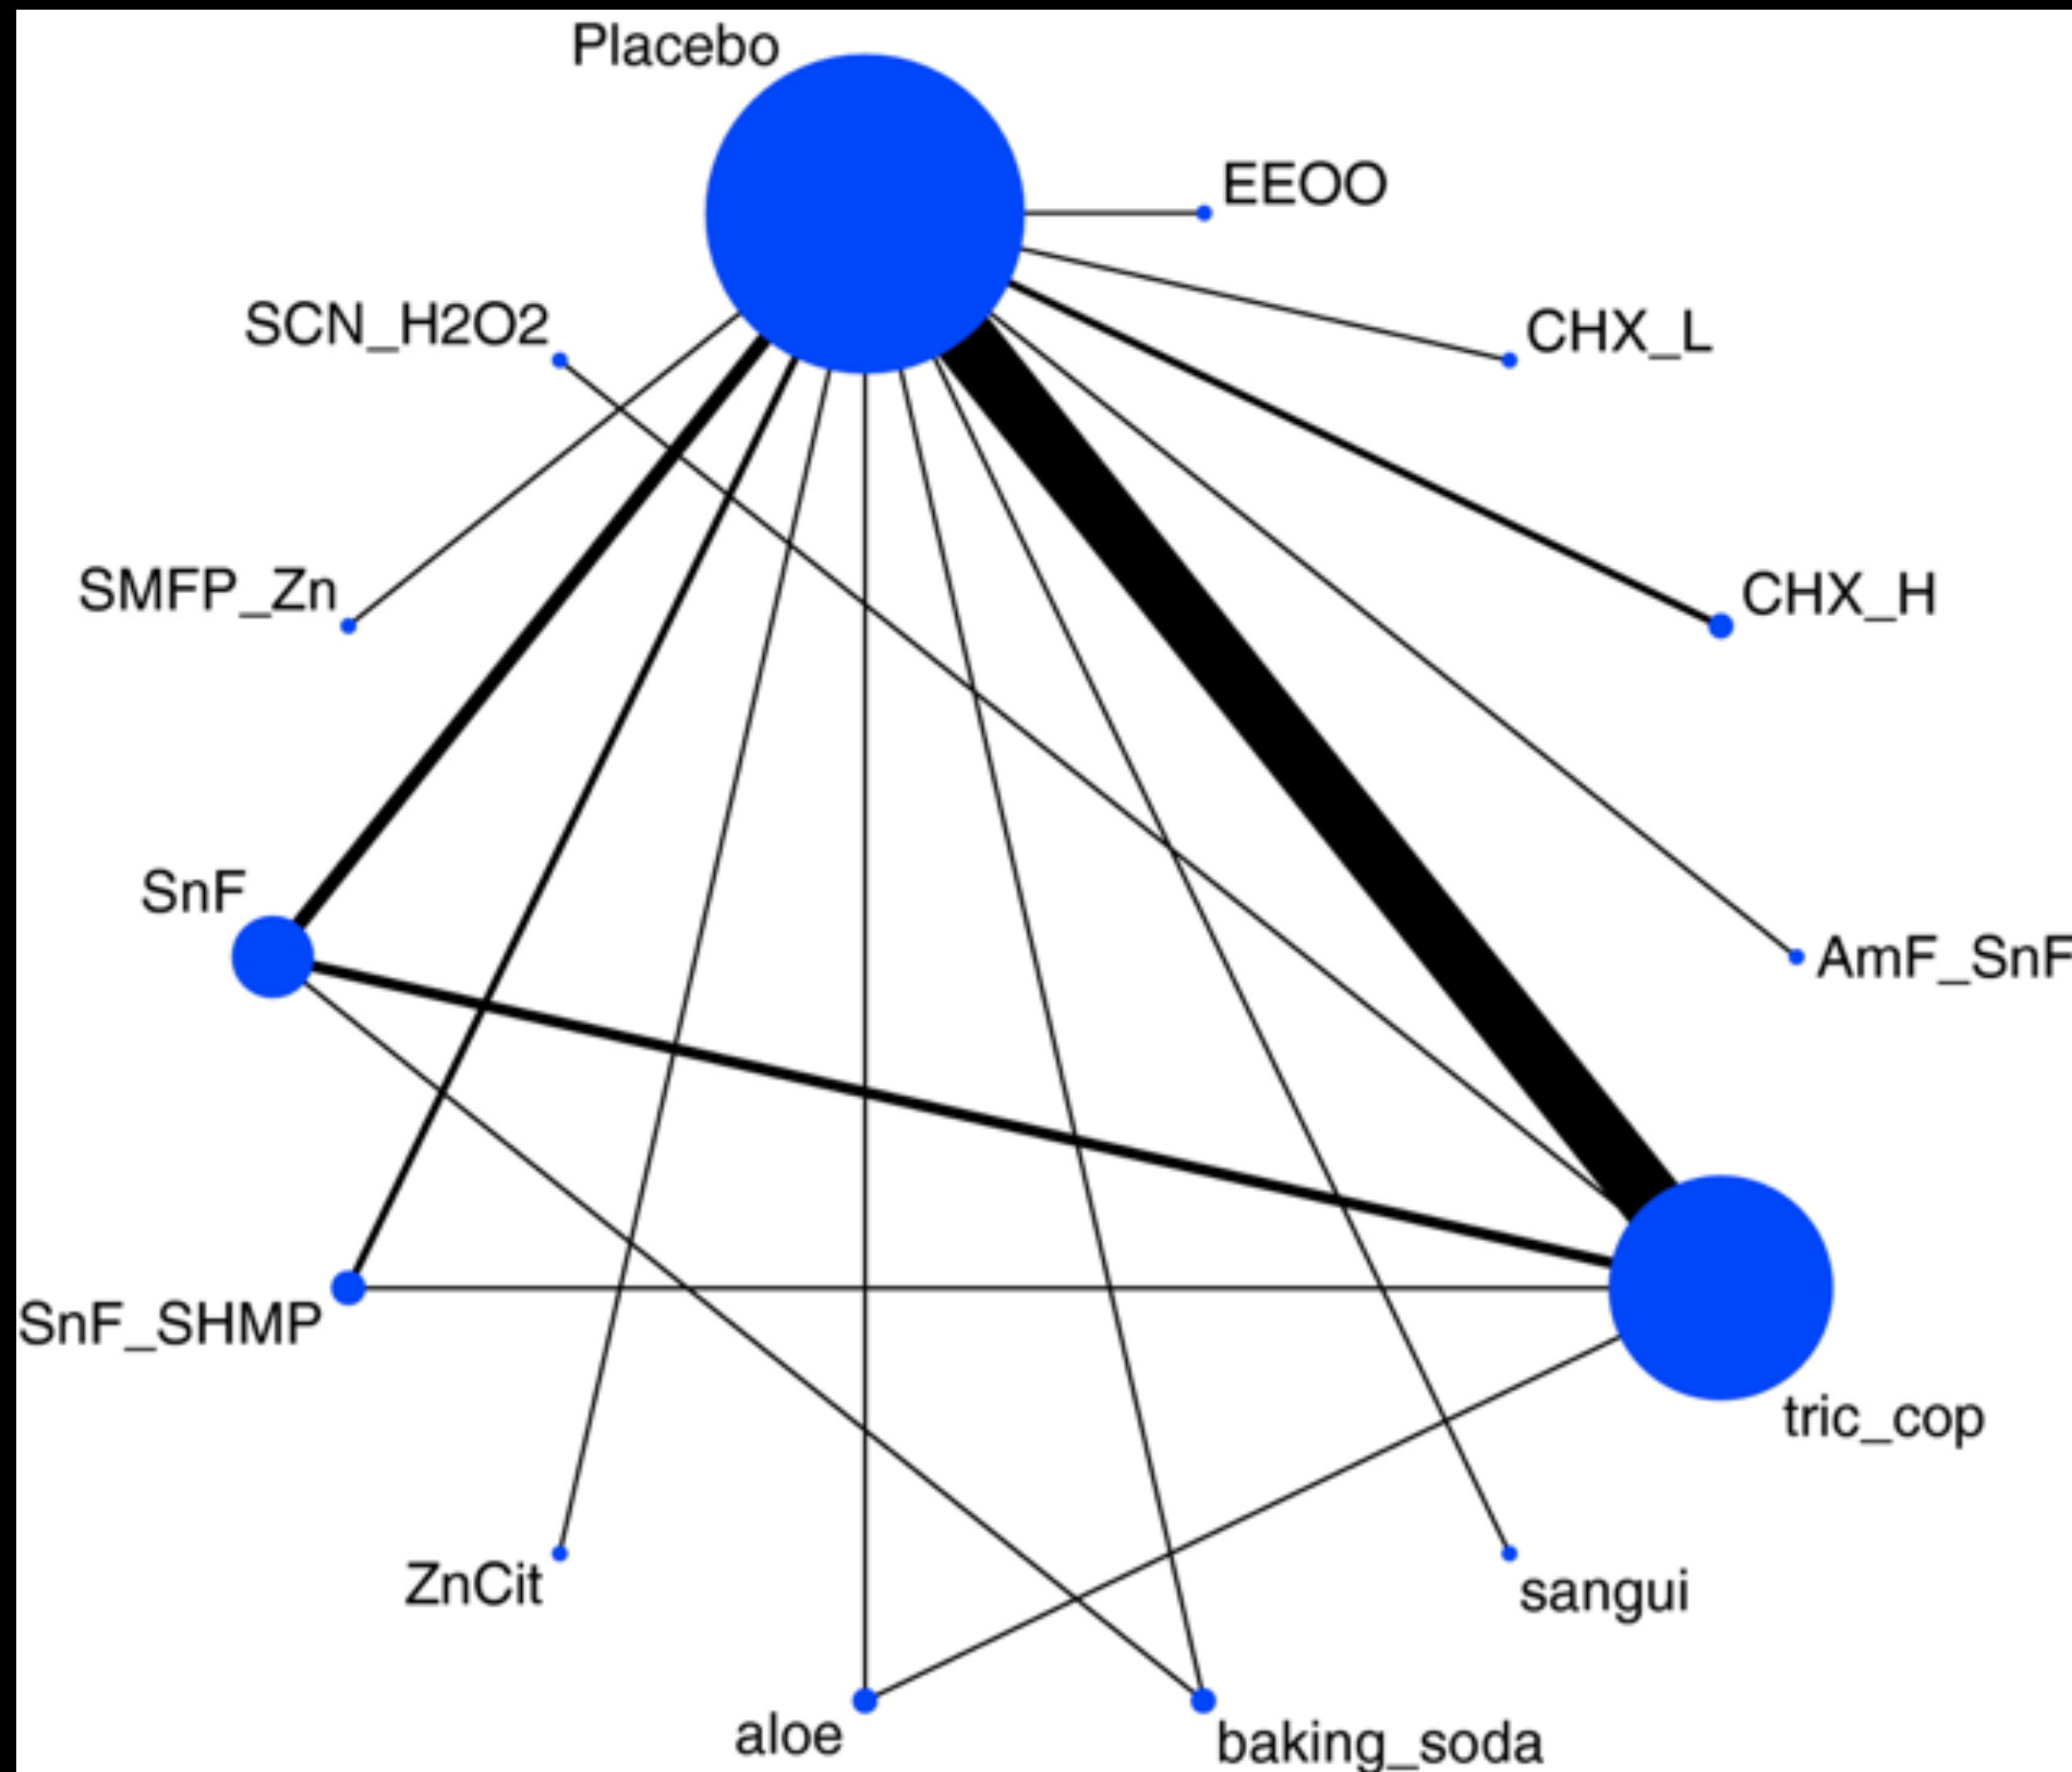 Placebo
EEOO
SCN_H2O2
CHX_L
SMFP_Zn
CHX_H
SnF
AmF_SnF
SnF_SHMP
tric_cop
ZnCit
sangui
aloe
baking_soda